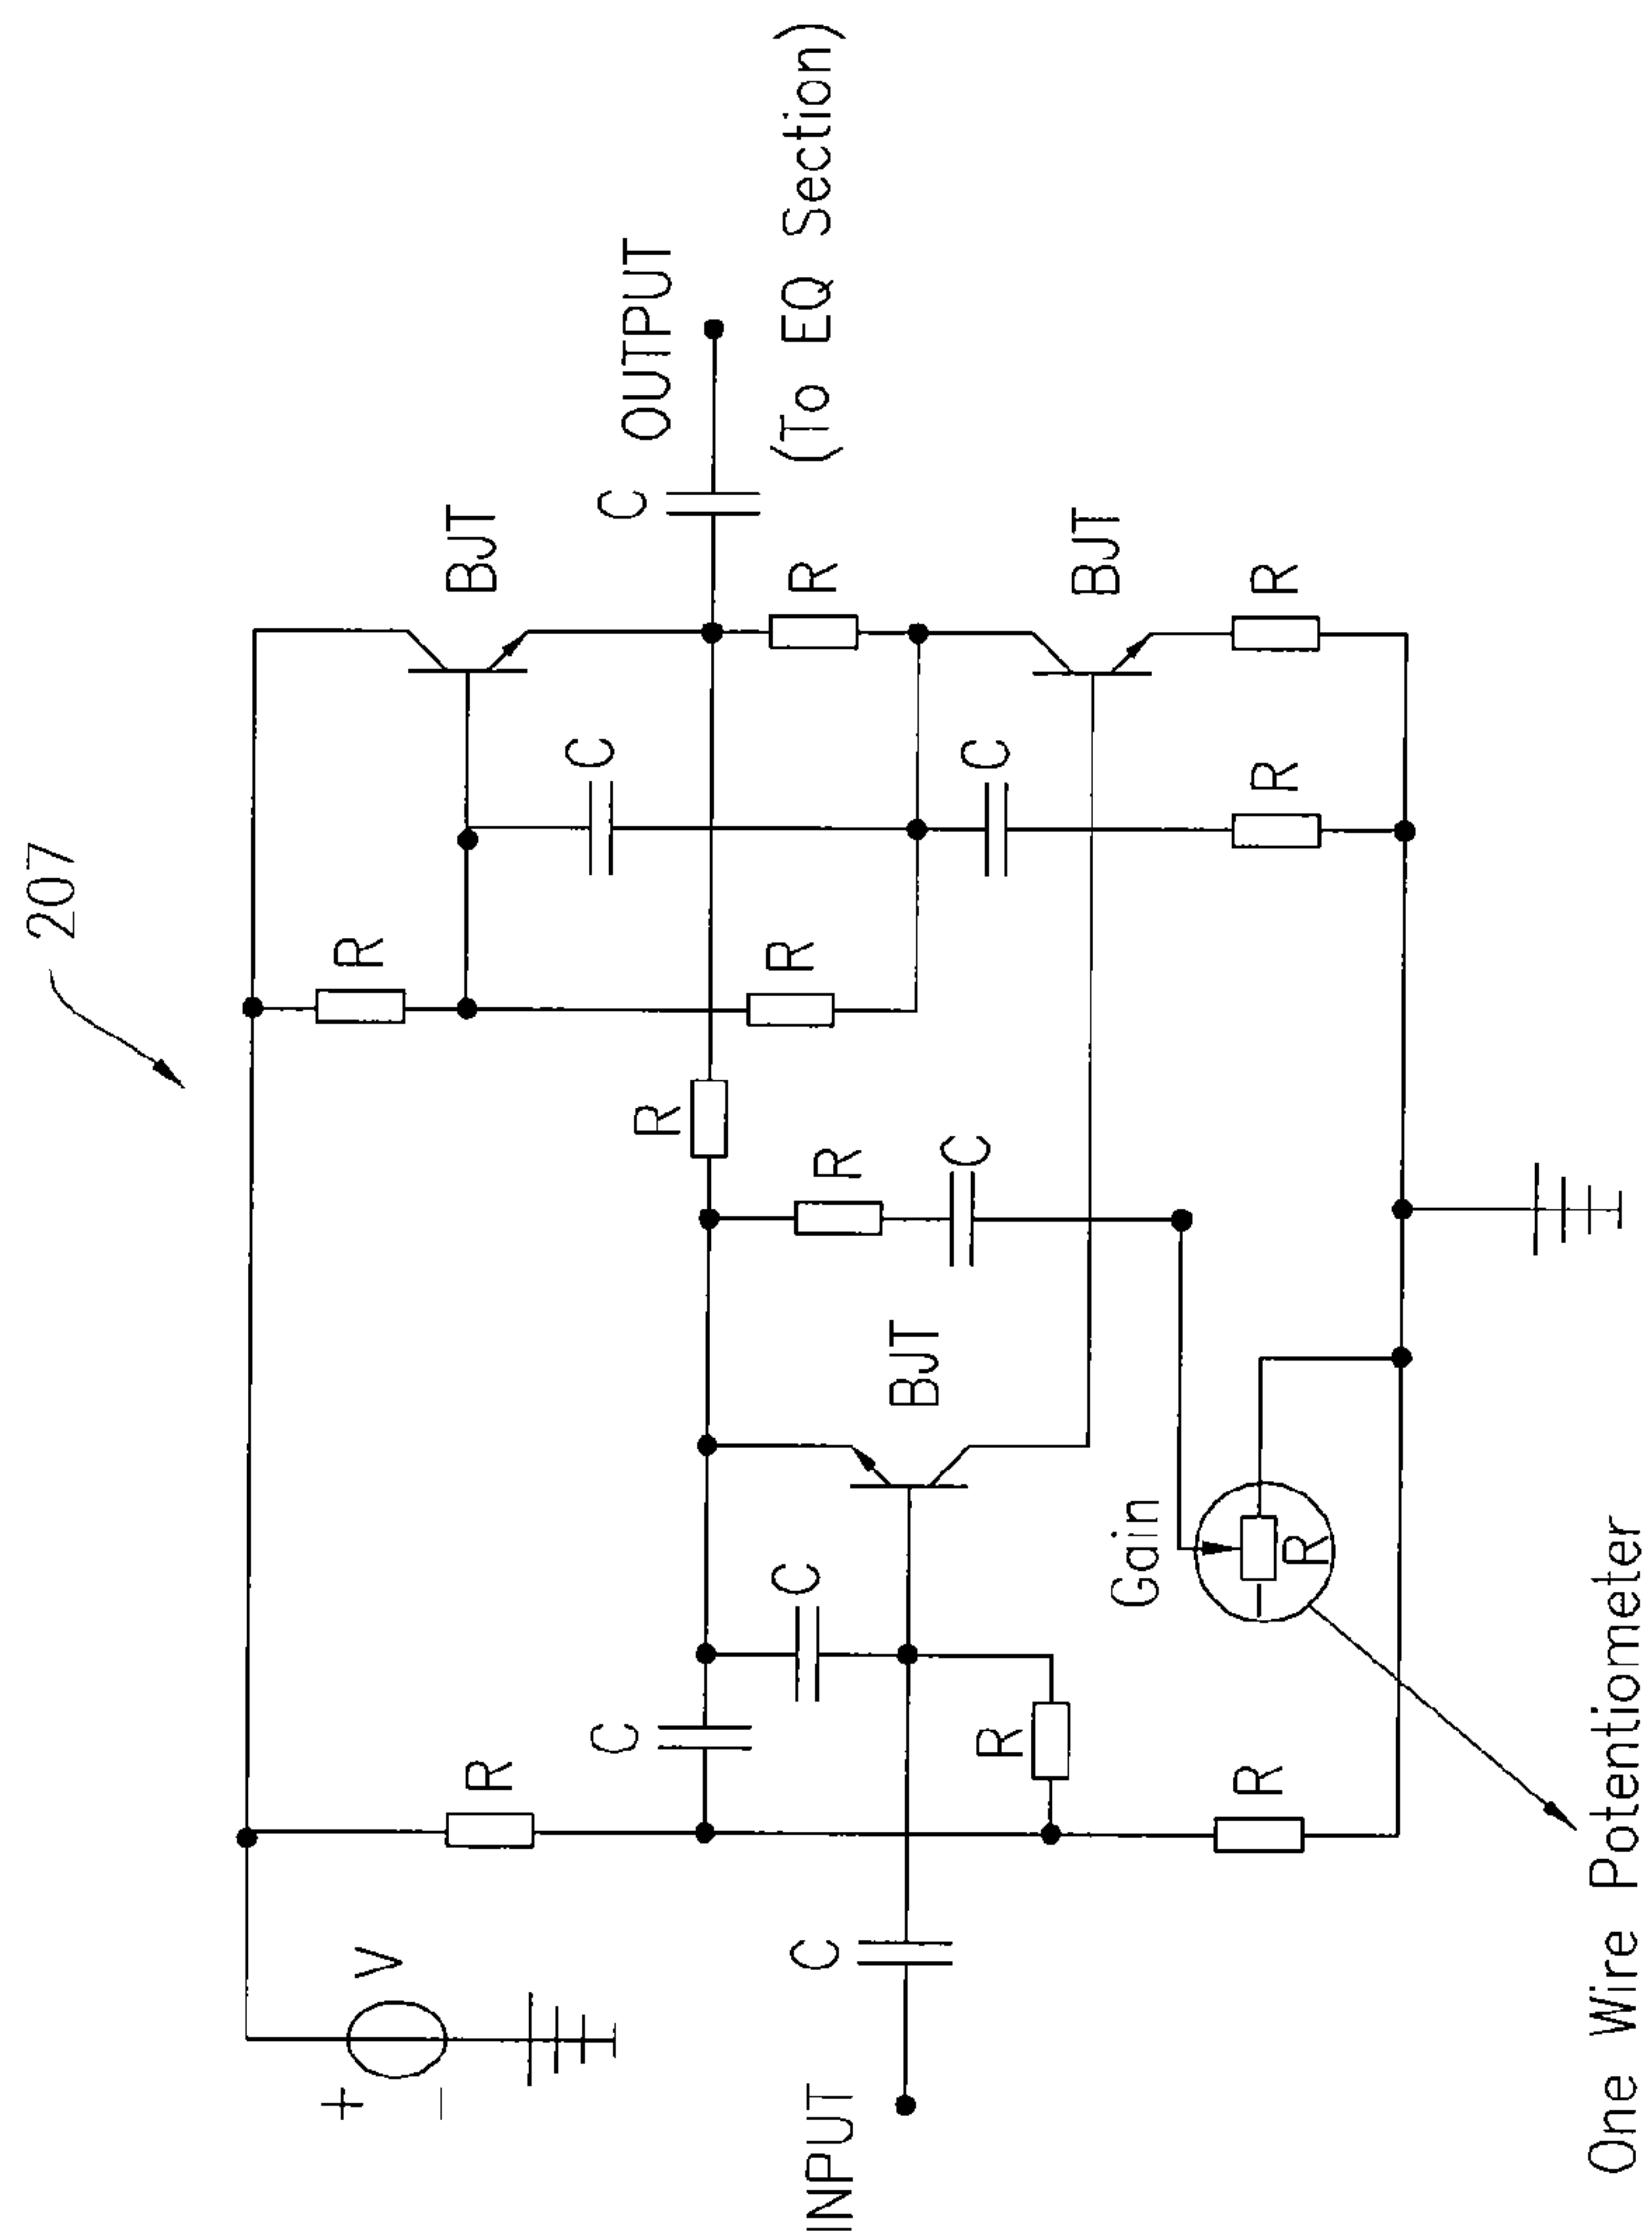 207
+
V
R
−
BJT
R
C
C
C
OUTPUT
R
R
C
R
(To EQ Section)
INPUT
C
R
BJT
C
C
R
BJT
Gain
R
R
R
R
One Wire Potentiometer